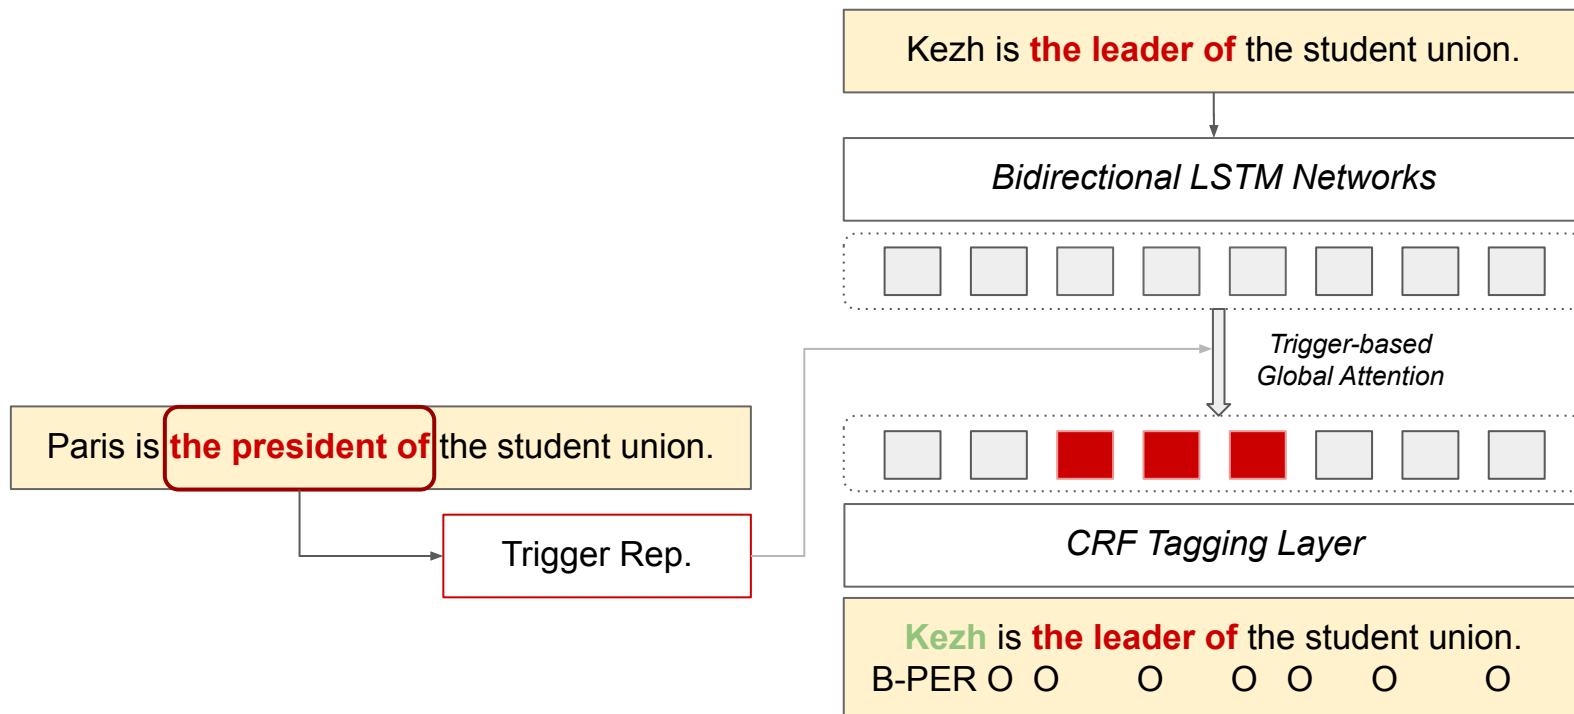 Kezh is the leader of the student union.
Bidirectional LSTM Networks
Trigger-based
Global Attention
Paris is the president of the student union.
Trigger Rep.
CRF Tagging Layer
Kezh is the leader of the student union.
B-PER O O O O O O O